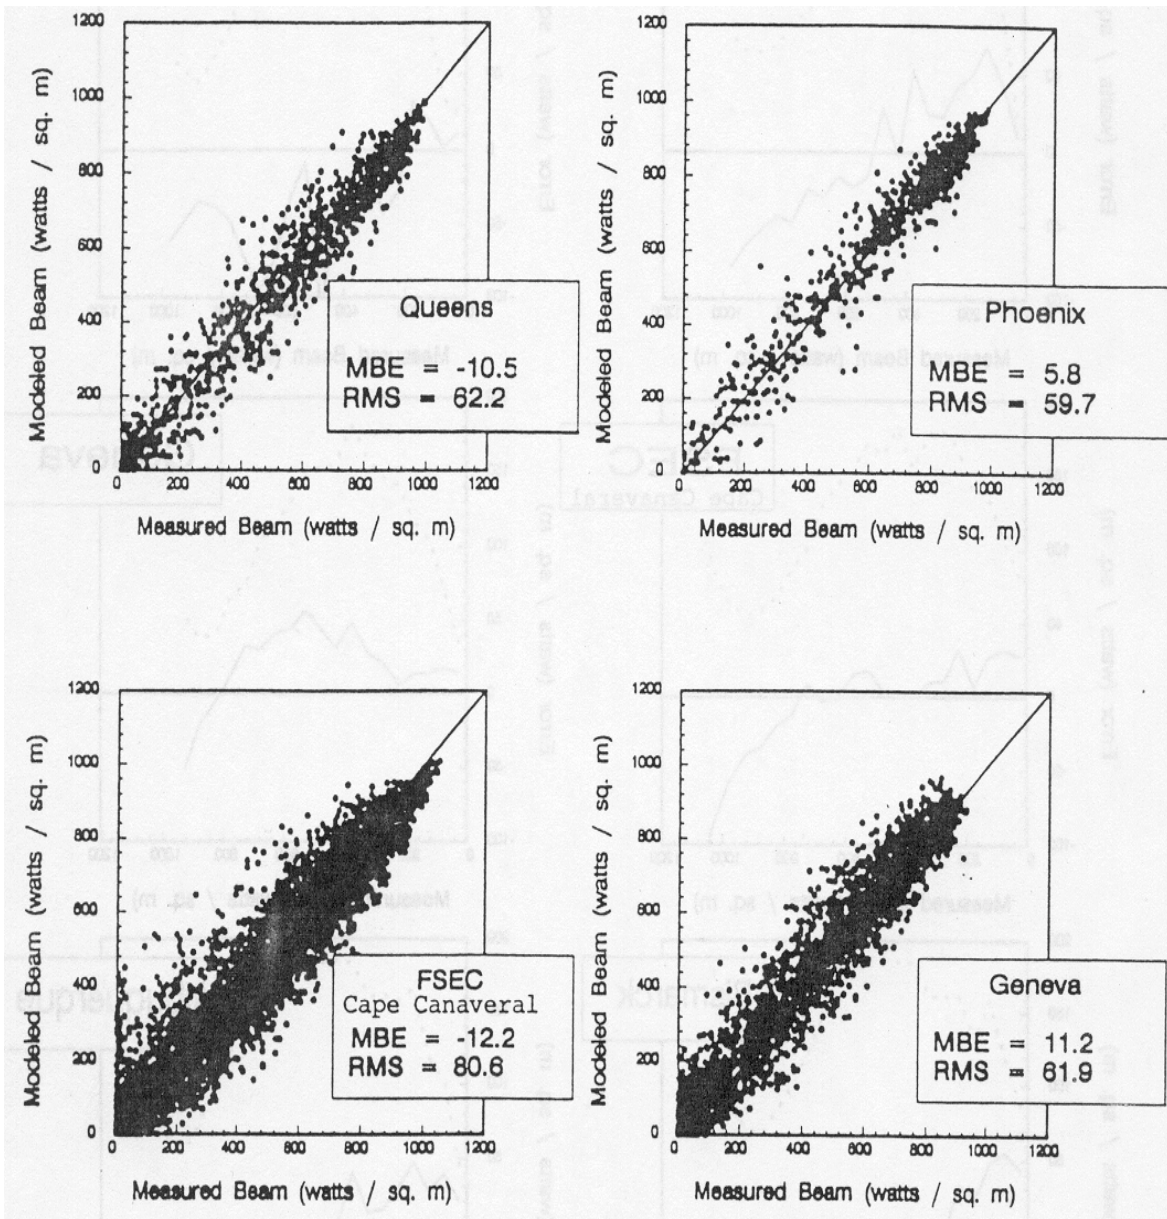 1200
1000
800
600
400
200
0
Modeled Beam (watts / sq. m)
Queens
MBE = -10.5
RMS = 62.2
0 200 400 600 800 1000 1200
Measured Beam (watts / sq. m)
1200
1000
800
600
400
200
0
Modeled Beam (watts / sq. m)
Phoenix
MBE = 5.8
RMS = 59.7
0 200 400 600 800 1000 1200
Measured Beam (watts / sq. m)
1200
1000
800
600
400
200
0
Modeled Beam (watts / sq. m)
FSEC
Cape Canaveral
MBE = -12.2
RMS = 80.6
0 200 400 600 800 1000 1200
Measured Beam (watts / sq. m)
1200
1000
800
600
400
200
0
Modeled Beam (watts / sq. m)
Geneva
MBE = 11.2
RMS = 61.9
0 200 400 600 800 1000 1200
Measured Beam (watts / sq. m)